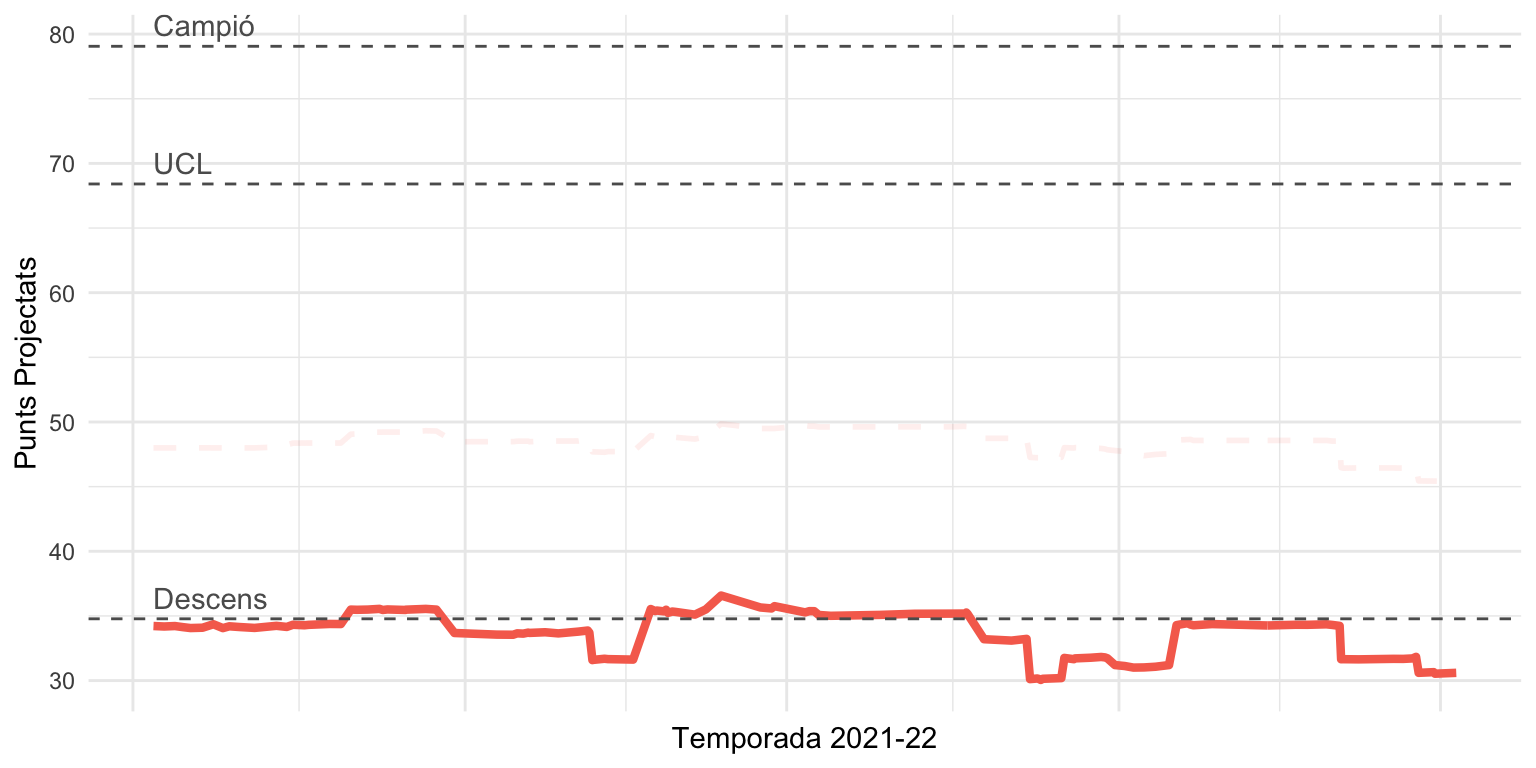 Campió
80
UCL
70
60
50
40
Descens
30
Punts Projectats
Temporada 2021-22